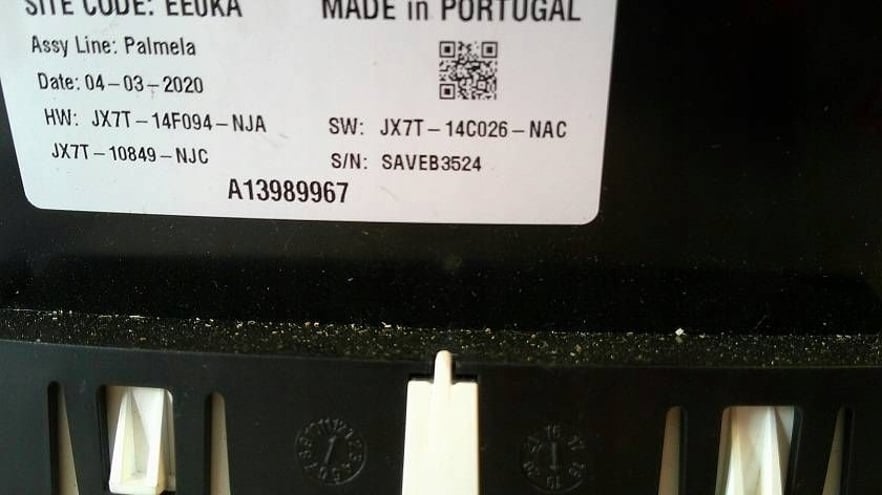 SITE CODE: EEUKA MADE in PORTUGAL
Assy Line: Palmela
Date: 04-03-2020
HW: JX7T-14F094-NJA SW: JX7T-14C026-NAC
JX7T-10849-NJC S/N: SAVEB3524
A13989967